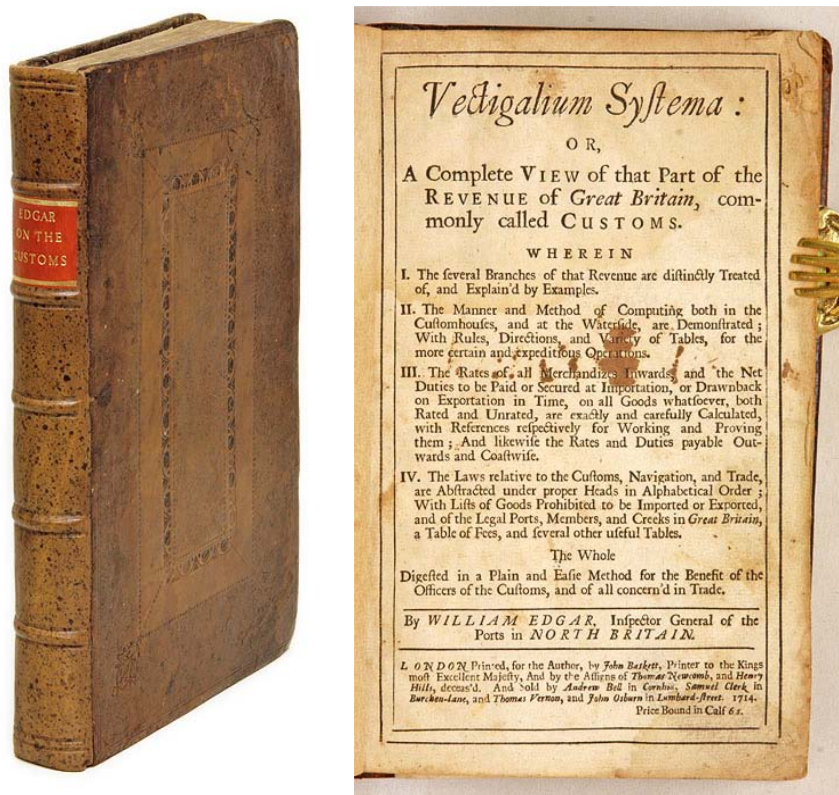 EDGAR
ON THE
CUSTOMS
Vectigalium Syſtema :
OR,
A Complete VIEW of that Part of the
REVENUE of Great Britain, com-
monly called CUSTOMS.
WHEREIN
I. The ſeveral Branches of that Revenue are diſtinctly Treated
of, and Explain'd by Examples.
II. The Manner and Method of Computing both in the
Cuſtomhouſes, and at the Waterſide, are Demonſtrated ;
With Rules, Directions, and Variety of Tables, for the
more certain and expeditious Operations.
III. The Rates of all Merchandizes Inwards, and the Net
Duties to be Paid or Secured at Importation, or Drawnback
on Exportation in Time, on all Goods whatſoever, both
Rated and Unrated, are exactly and carefully Calculated,
with References reſpectively for Working and Proving
them ; And likewiſe the Rates and Duties payable Out-
wards and Coaſtwiſe.
IV. The Laws relative to the Cuſtoms, Navigation, and Trade,
are Abſtracted under proper Heads in Alphabetical Order ;
With Liſts of Goods Prohibited to be Imported or Exported,
and of the Legal Ports, Members, and Creeks in Great Britain,
a Table of Fees, and ſeveral other uſeful Tables.
The Whole
Digeſted in a Plain and Eaſie Method for the Benefit of the
Officers of the Cuſtoms, and of all concern'd in Trade.
By WILLIAM EDGAR, Inſpector General of the
Ports in NORTH BRITAIN.
LONDON, Printed, for the Author, by John Baskett, Printer to the Kings
moſt Excellent Majeſty, And by the Aſſigns of Thomas Newcomb, and Henry
Hills, deceas'd. And Sold by Andrew Bell in Cornhil, Samuel Clerk in
Burchen-lane, and Thomas Vernon, and John Osburn in Lumbard-ſtreet. 1714.
Price Bound in Calf 6s.